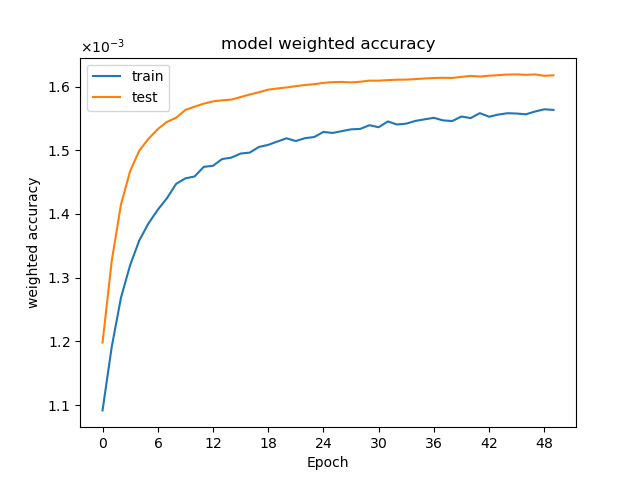 model weighted accuracy
×10⁻³
train
test
1.6
1.5
1.4
1.3
1.2
1.1
weighted accuracy
0 6 12 18 24 30 36 42 48
Epoch